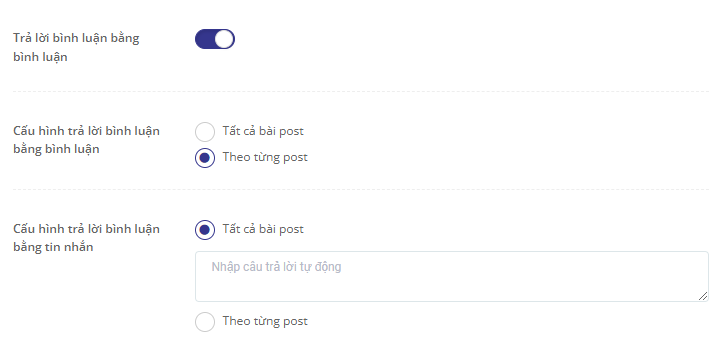 Trả lời bình luận bằng
bình luận
Cấu hình trả lời bình luận
bằng bình luận
Tất cả bài post
Theo từng post
Cấu hình trả lời bình luận
bằng tin nhắn
Tất cả bài post
Nhập câu trả lời tự động
Theo từng post